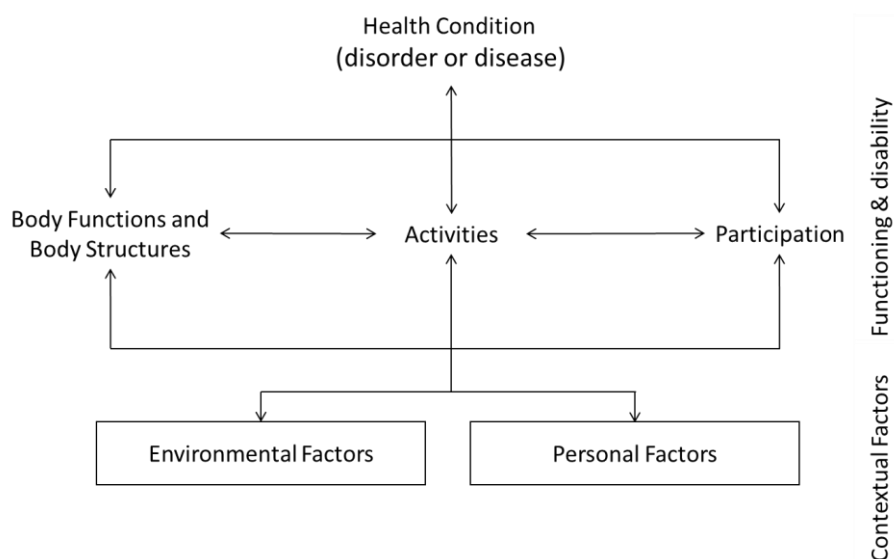 Health Condition
(disorder or disease)
Body Functions and
Body Structures
Activities
Participation
Environmental Factors
Personal Factors
Functioning & disability
Contextual Factors